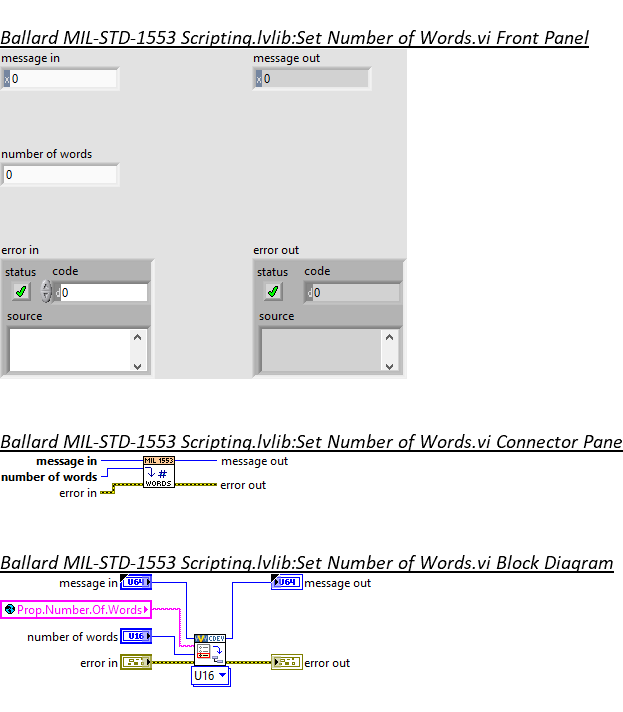 Ballard MIL-STD-1553 Scripting.lvlib:Set Number of Words.vi Front Panel
message in message out
x 0 x 0
number of words
0
error in error out
status code status code
d 0 d 0
source source
Ballard MIL-STD-1553 Scripting.lvlib:Set Number of Words.vi Connector Pane
message in MIL 1553 message out
number of words #
error in WORDS error out
Ballard MIL-STD-1553 Scripting.lvlib:Set Number of Words.vi Block Diagram
message in U64 U64 message out
Prop.Number.Of.Words
number of words U16 CDEV
error in error out
U16